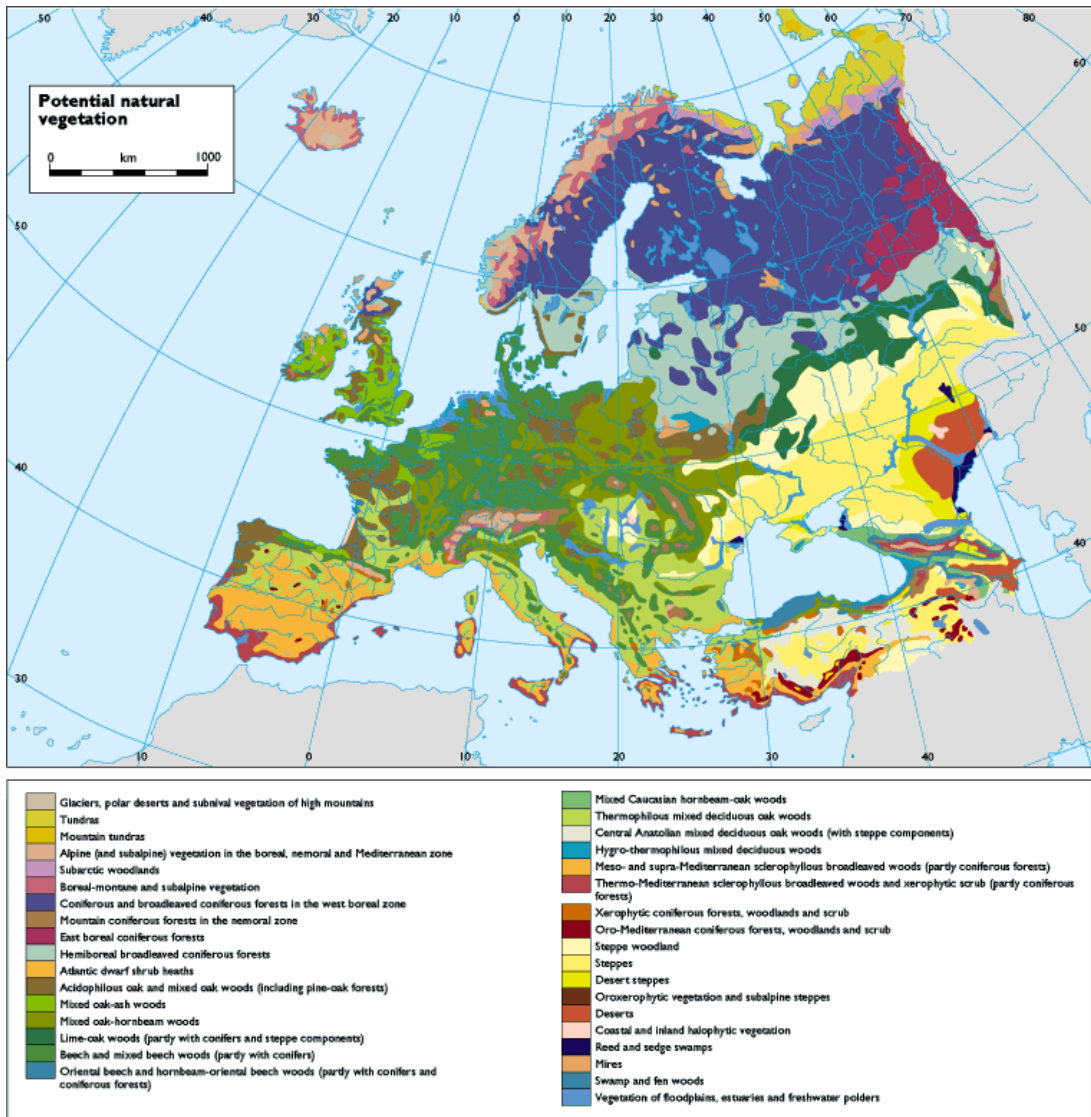 50
40
30
20
10
0
10
20
30
40
50
60
70
80
60
50
40
30
50
40
10
0
10
20
30
40
Potential natural
vegetation
0 km 1000
Glaciers, polar deserts and subnival vegetation of high mountains
Tundras
Mountain tundras
Alpine (and subalpine) vegetation in the boreal, nemoral and Mediterranean zone
Subarctic woodlands
Boreal-montane and subalpine vegetation
Coniferous and broadleaved coniferous forests in the west boreal zone
Mountain coniferous forests in the nemoral zone
East boreal coniferous forests
Hemiboreal broadleaved coniferous forests
Atlantic dwarf shrub heaths
Acidophilous oak and mixed oak woods (including pine-oak forests)
Mixed oak-ash woods
Mixed oak-hornbeam woods
Lime-oak woods (partly with conifers and steppe components)
Beech and mixed beech woods (partly with conifers)
Oriental beech and hornbeam-oriental beech woods (partly with conifers and
coniferous forests)
Mixed Caucasian hornbeam-oak woods
Thermophilous mixed deciduous oak woods
Central Anatolian mixed deciduous oak woods (with steppe components)
Hygro-thermophilous mixed deciduous woods
Meso- and supra-Mediterranean sclerophyllous broadleaved woods (partly coniferous forests)
Thermo-Mediterranean sclerophyllous broadleaved woods and xerophytic scrub (partly coniferous
forests)
Xerophytic coniferous forests, woodlands and scrub
Oro-Mediterranean coniferous forests, woodlands and scrub
Steppe woodland
Steppes
Desert steppes
Oroxerophytic vegetation and subalpine steppes
Deserts
Coastal and inland halophytic vegetation
Reed and sedge swamps
Mires
Swamp and fen woods
Vegetation of floodplains, estuaries and freshwater polders